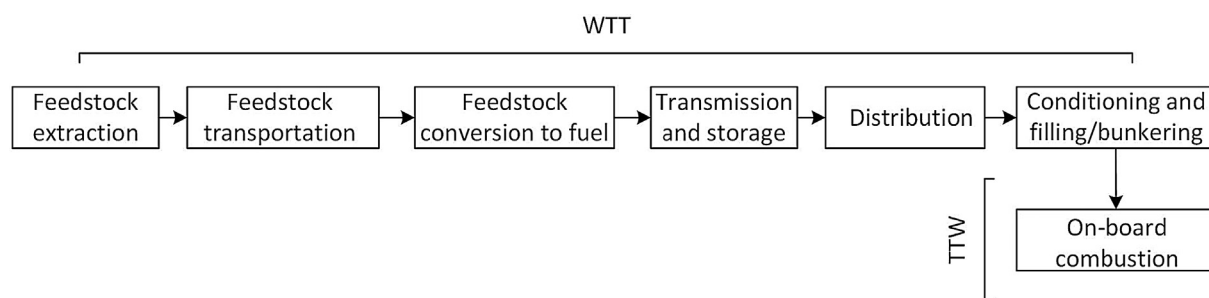 WTT
Feedstock
extraction
Feedstock
transportation
Feedstock
conversion to fuel
Transmission
and storage
Distribution
Conditioning and
filling/bunkering
TTW
On-board
combustion